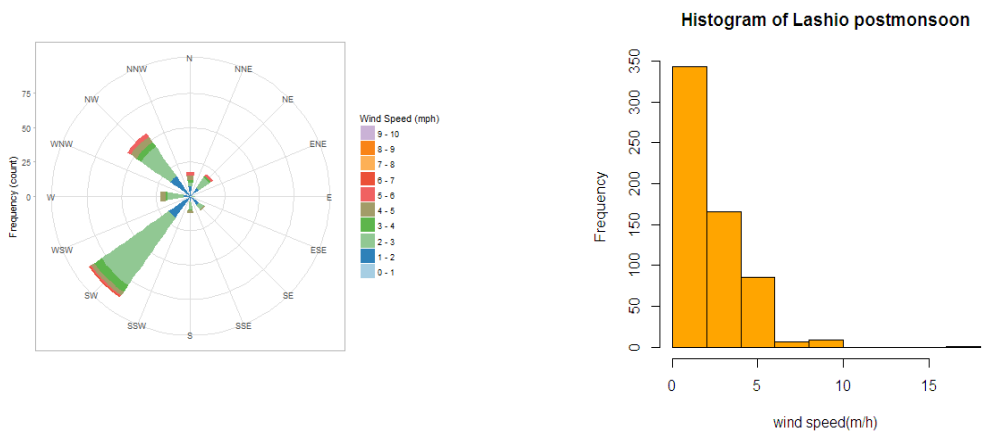 Histogram of Lashio postmonsoon
N
NNE
NE
ENE
E
ESE
SE
SSE
S
SSW
SW
WSW
W
WNW
NW
NNW
75
50
25
0
Frequency (count)
Wind Speed (mph)
9 - 10
8 - 9
7 - 8
6 - 7
5 - 6
4 - 5
3 - 4
2 - 3
1 - 2
0 - 1
Frequency
350
300
250
200
150
100
50
0
0 5 10 15
wind speed(m/h)